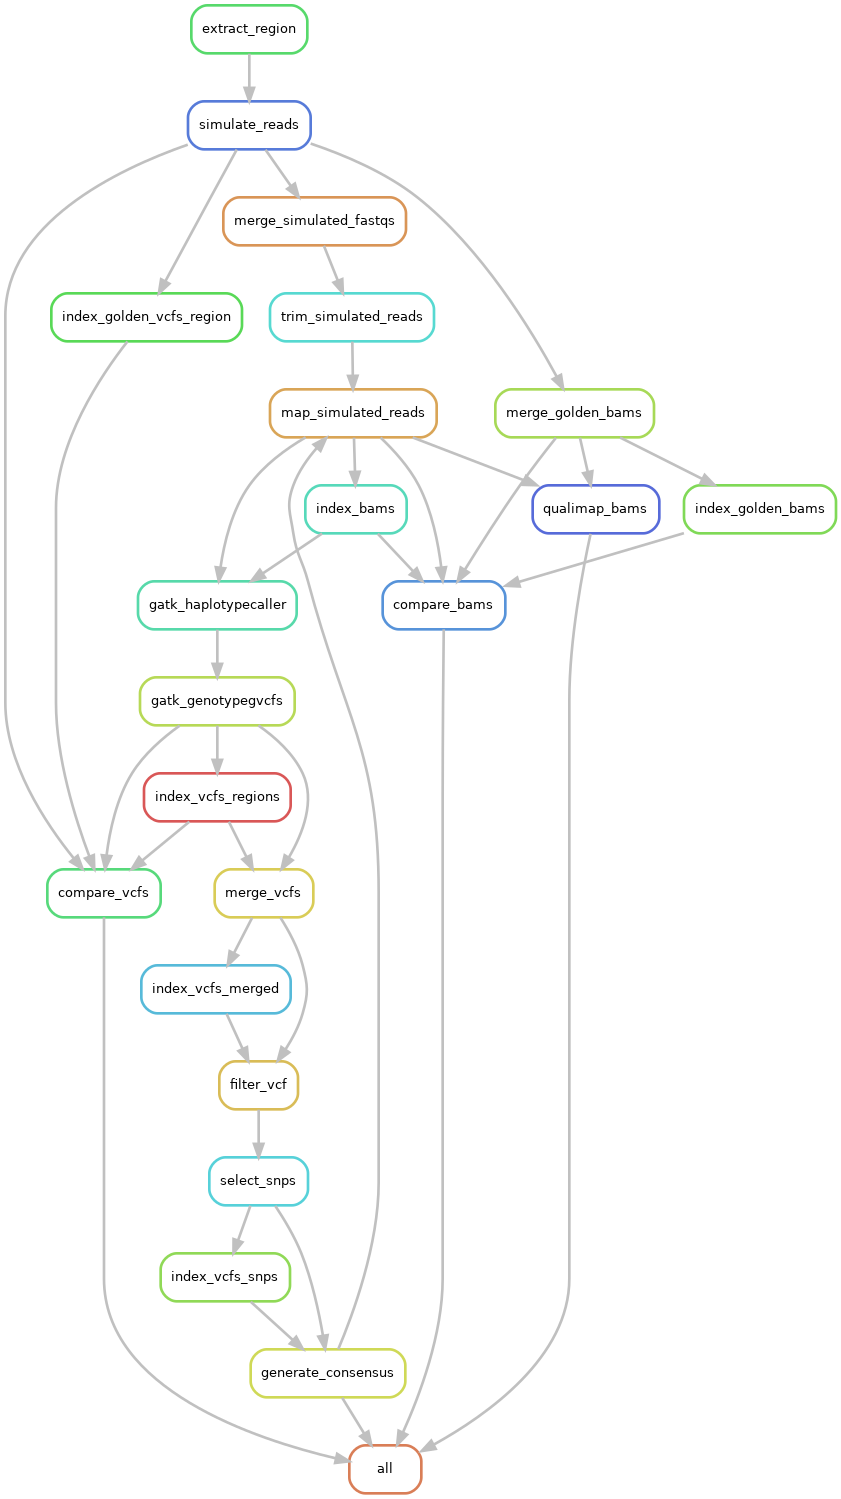 extract_region
simulate_reads
merge_simulated_fastqs
index_golden_vcfs_region
trim_simulated_reads
map_simulated_reads
merge_golden_bams
index_bams
qualimap_bams
index_golden_bams
gatk_haplotypecaller
compare_bams
gatk_genotypegvcfs
index_vcfs_regions
compare_vcfs
merge_vcfs
index_vcfs_merged
filter_vcf
select_snps
index_vcfs_snps
generate_consensus
all